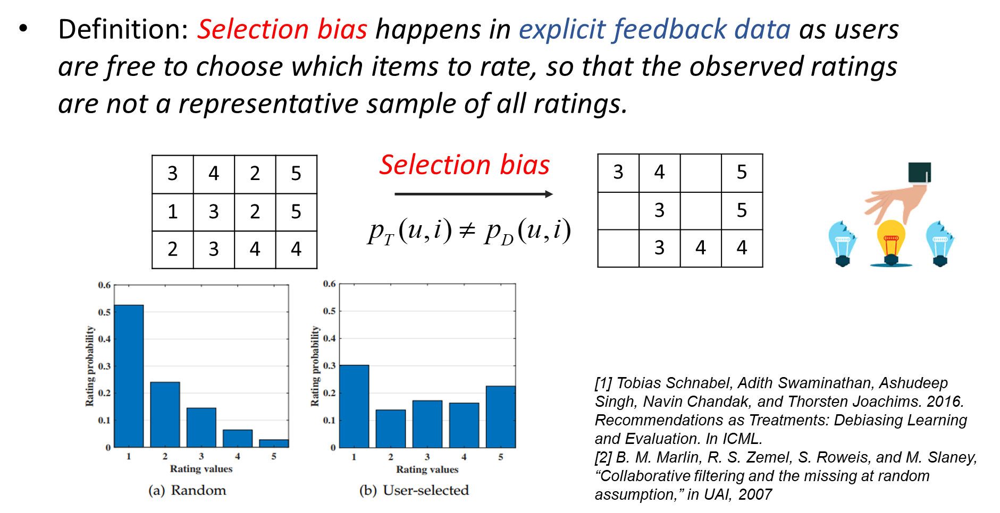 • Definition: Selection bias happens in explicit feedback data as users
are free to choose which items to rate, so that the observed ratings
are not a representative sample of all ratings.
3 4 2 5
1 3 2 5
2 3 4 4
Selection bias
p_T(u,i) ≠ p_D(u,i)
3 4 5
3 5
3 4 4
0.6
0.5
0.4
0.3
0.2
0.1
0
Rating probability
1 2 3 4 5
Rating values
(a) Random
0.6
0.5
0.4
0.3
0.2
0.1
0
Rating probability
1 2 3 4 5
Rating values
(b) User-selected
[1] Tobias Schnabel, Adith Swaminathan, Ashudeep
Singh, Navin Chandak, and Thorsten Joachims. 2016.
Recommendations as Treatments: Debiasing Learning
and Evaluation. In ICML.
[2] B. M. Marlin, R. S. Zemel, S. Roweis, and M. Slaney,
“Collaborative filtering and the missing at random
assumption,” in UAI, 2007